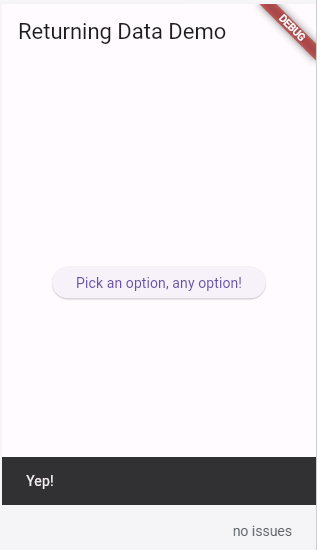 Returning Data Demo
DEBUG
Pick an option, any option!
Yep!
no issues